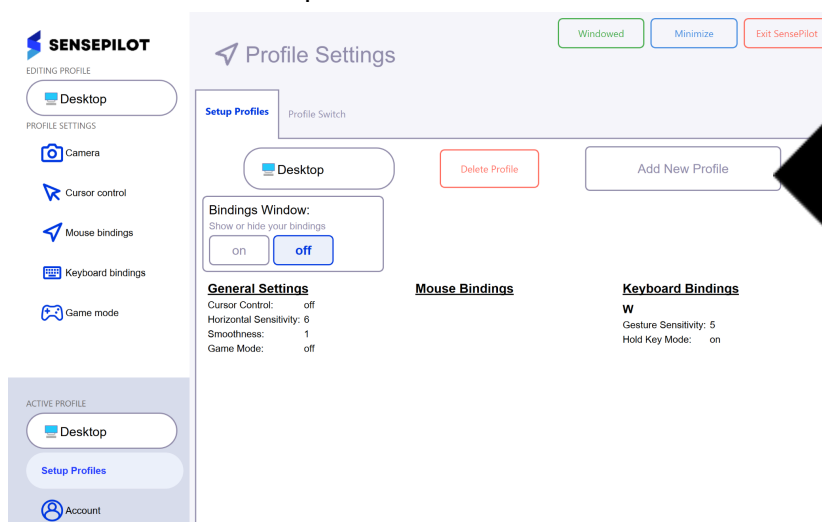 SENSEPILOT
EDITING PROFILE
Desktop
PROFILE SETTINGS
Camera
Cursor control
Mouse bindings
Keyboard bindings
Game mode
ACTIVE PROFILE
Desktop
Setup Profiles
Account
Profile Settings
Windowed
Minimize
Exit SensePilot
Setup Profiles
Profile Switch
Desktop
Delete Profile
Add New Profile
Bindings Window:
Show or hide your bindings
on off
General Settings
Cursor Control: off
Horizontal Sensitivity: 6
Smoothness: 1
Game Mode: off
Mouse Bindings
Keyboard Bindings
W
Gesture Sensitivity: 5
Hold Key Mode: on